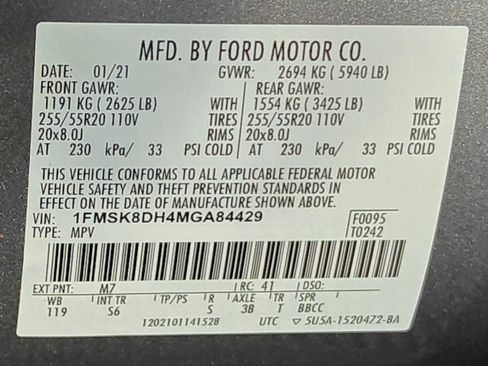 MFD. BY FORD MOTOR CO.
DATE: 01/21 GVWR: 2694 KG ( 5940 LB)
FRONT GAWR: REAR GAWR:
1191 KG ( 2625 LB) WITH 1554 KG ( 3425 LB) WITH
255/55R20 110V TIRES 255/55R20 110V TIRES
20x8.0J RIMS 20x8.0J RIMS
AT 230 kPa/ 33 PSI COLD AT 230 kPa/ 33 PSI COLD
THIS VEHICLE CONFORMS TO ALL APPLICABLE FEDERAL MOTOR
VEHICLE SAFETY AND THEFT PREVENTION STANDARDS IN
EFFECT ON THE DATE OF MANUFACTURE SHOWN ABOVE.
VIN: 1FMSK8DH4MGA84429 F0095
TYPE: MPV T0242
EXT PNT: M7 RC: 41 DSO:
WB INT TR TP/PS R AXLE TR SPR
119 S6 S 3B T BBCC
1202101141528 UTC 5U5A-1520472-BA